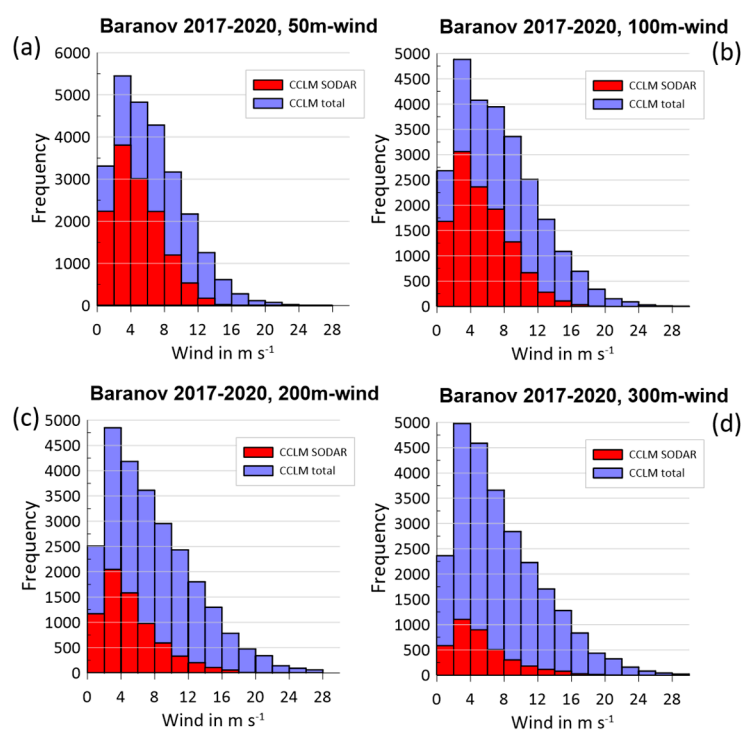 (a)
Baranov 2017-2020, 50m-wind
Frequency
6000
5000
4000
3000
2000
1000
0
CCLM SODAR
CCLM total
0 4 8 12 16 20 24 28
Wind in m s⁻¹
Baranov 2017-2020, 100m-wind
(b)
Frequency
5000
4500
4000
3500
3000
2500
2000
1500
1000
500
0
CCLM SODAR
CCLM total
0 4 8 12 16 20 24 28
Wind in m s⁻¹
(c)
Baranov 2017-2020, 200m-wind
Frequency
5000
4500
4000
3500
3000
2500
2000
1500
1000
500
0
CCLM SODAR
CCLM total
0 4 8 12 16 20 24 28
Wind in m s⁻¹
Baranov 2017-2020, 300m-wind
(d)
Frequency
5000
4500
4000
3500
3000
2500
2000
1500
1000
500
0
CCLM SODAR
CCLM total
0 4 8 12 16 20 24 28
Wind in m s⁻¹